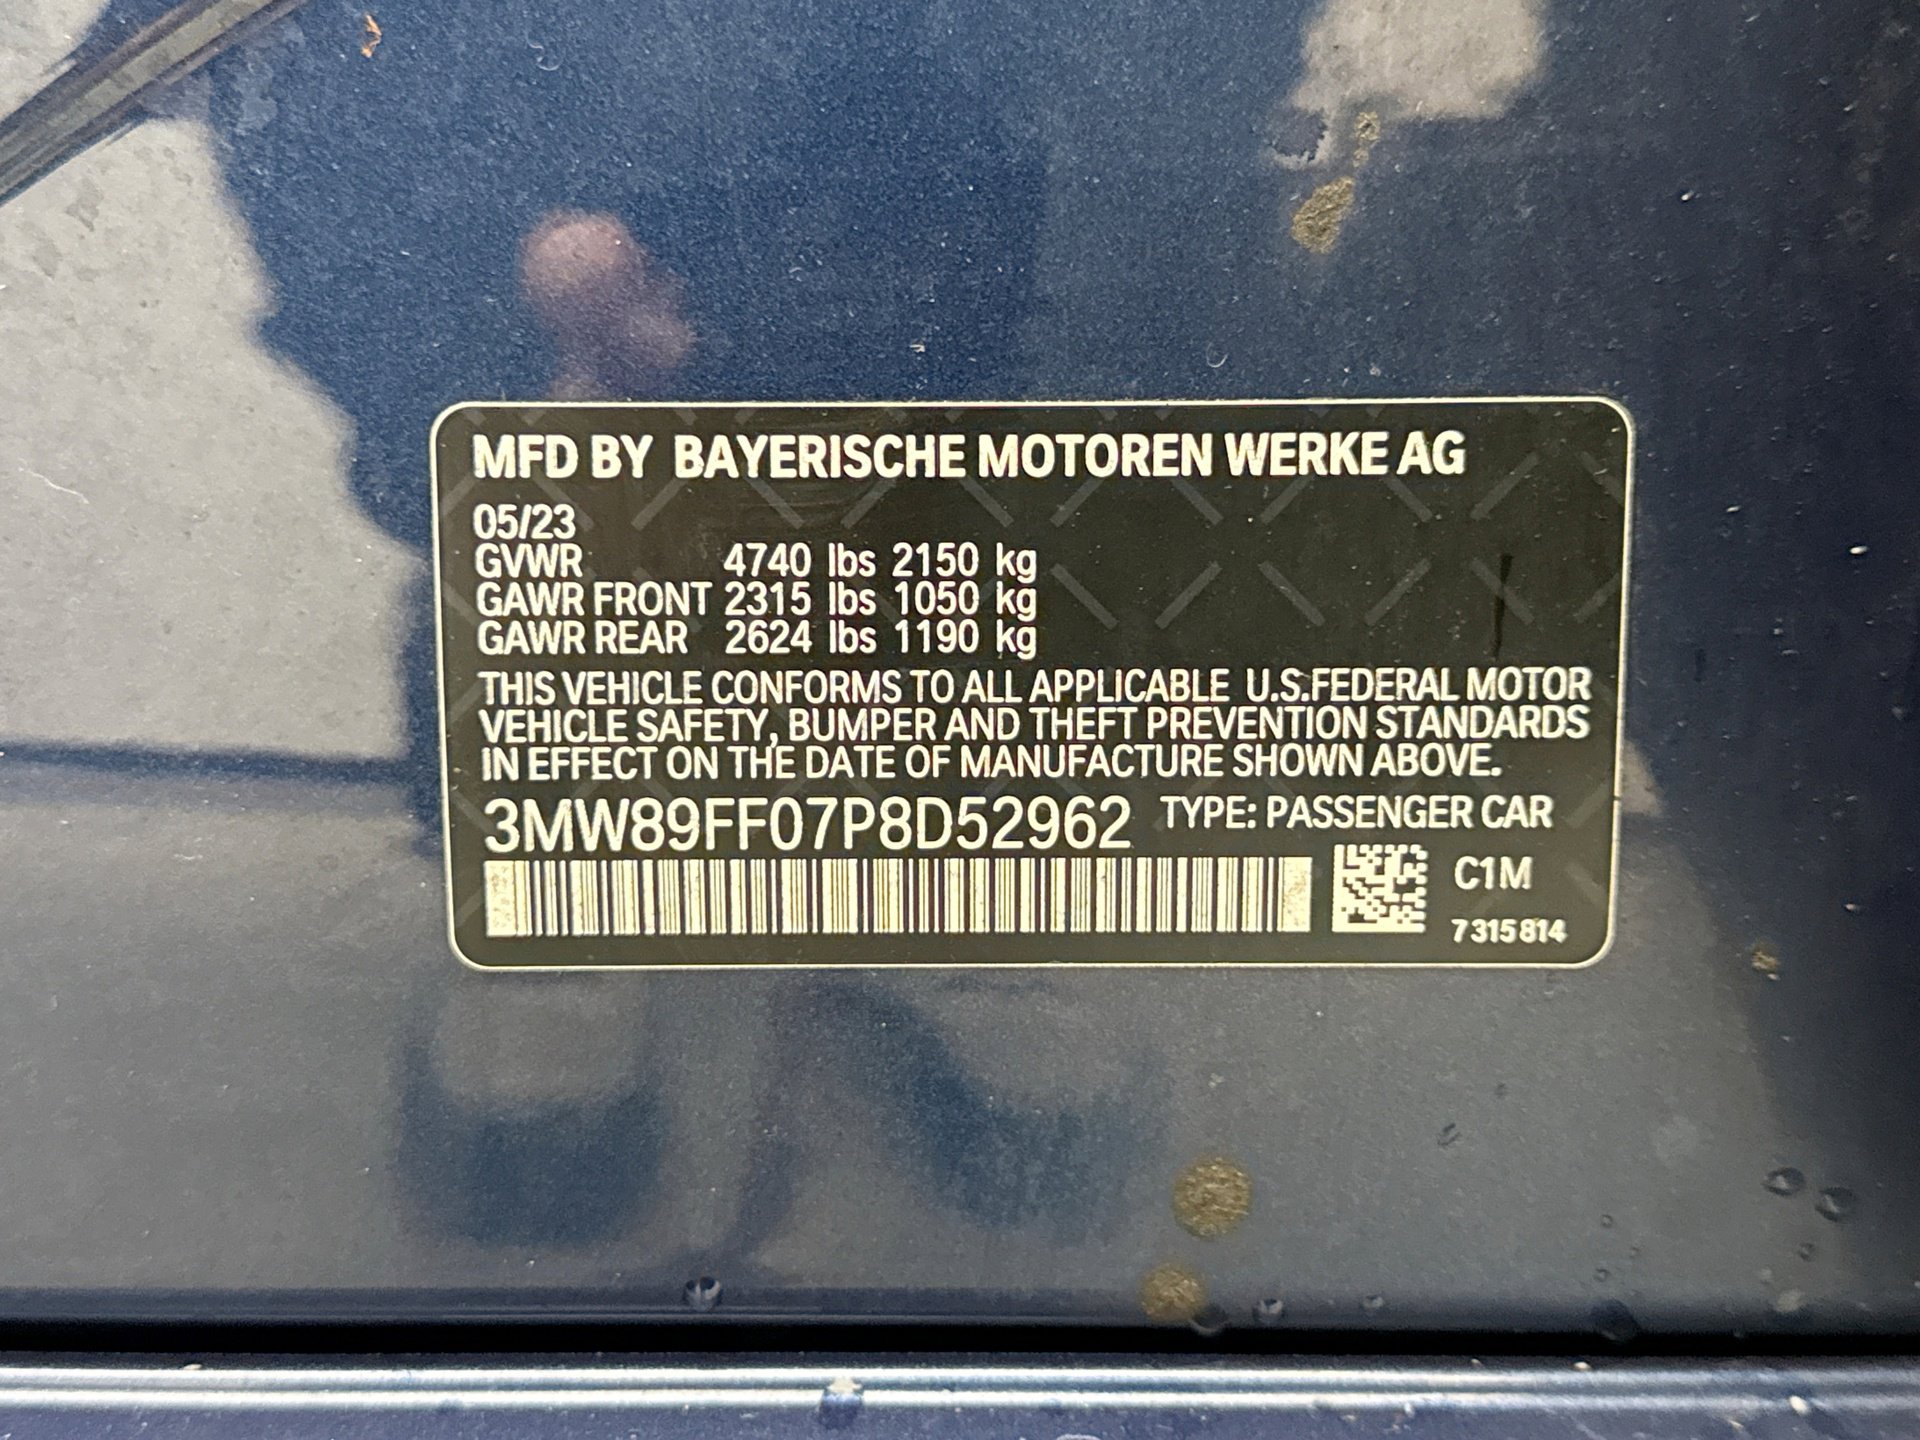 MFD BY BAYERISCHE MOTOREN WERKE AG
05/23
GVWR 4740 lbs 2150 kg
GAWR FRONT 2315 lbs 1050 kg
GAWR REAR 2624 lbs 1190 kg
THIS VEHICLE CONFORMS TO ALL APPLICABLE U.S.FEDERAL MOTOR
VEHICLE SAFETY, BUMPER AND THEFT PREVENTION STANDARDS
IN EFFECT ON THE DATE OF MANUFACTURE SHOWN ABOVE.
3MW89FF07P8D52962 TYPE: PASSENGER CAR
C1M
7315814